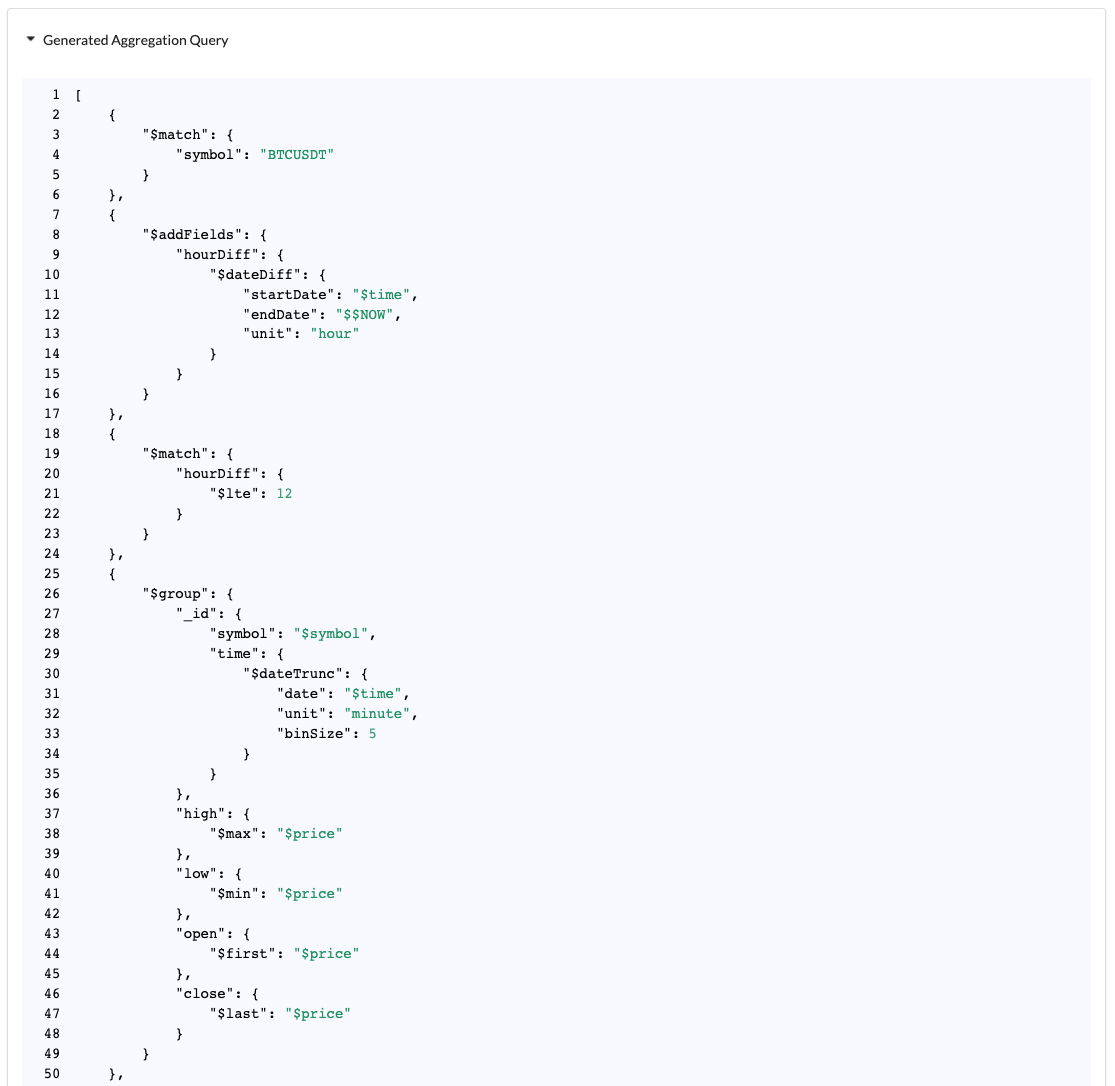 Generated Aggregation Query
1 [
2     {
3         "$match": {
4             "symbol": "BTCUSDT"
5         }
6     },
7     {
8         "$addFields": {
9             "hourDiff": {
10                 "$dateDiff": {
11                     "startDate": "$time",
12                     "endDate": "$$NOW",
13                     "unit": "hour"
14                 }
15             }
16         }
17     },
18     {
19         "$match": {
20             "hourDiff": {
21                 "$lte": 12
22             }
23         }
24     },
25     {
26         "$group": {
27             "_id": {
28                 "symbol": "$symbol",
29                 "time": {
30                     "$dateTrunc": {
31                         "date": "$time",
32                         "unit": "minute",
33                         "binSize": 5
34                     }
35                 }
36             },
37             "high": {
38                 "$max": "$price"
39             },
40             "low": {
41                 "$min": "$price"
42             },
43             "open": {
44                 "$first": "$price"
45             },
46             "close": {
47                 "$last": "$price"
48             }
49         }
50     },